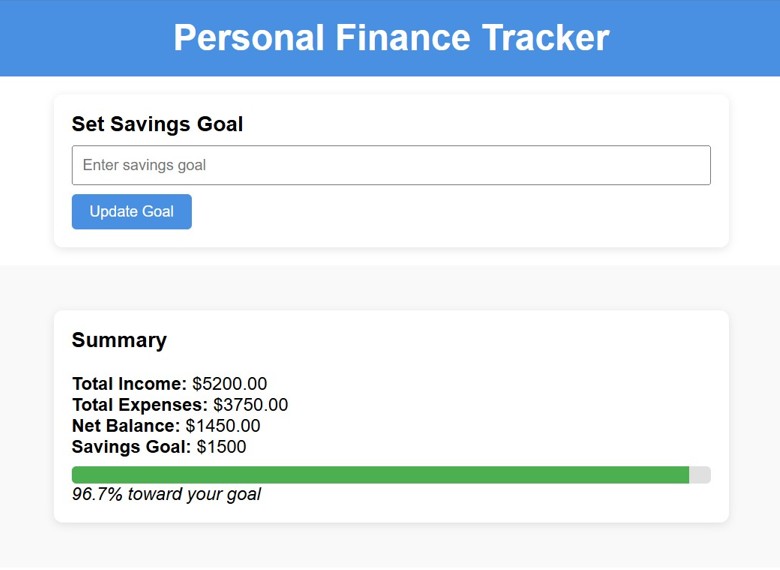 Personal Finance Tracker
Set Savings Goal
Enter savings goal
Update Goal
Summary
Total Income: $5200.00
Total Expenses: $3750.00
Net Balance: $1450.00
Savings Goal: $1500
96.7% toward your goal